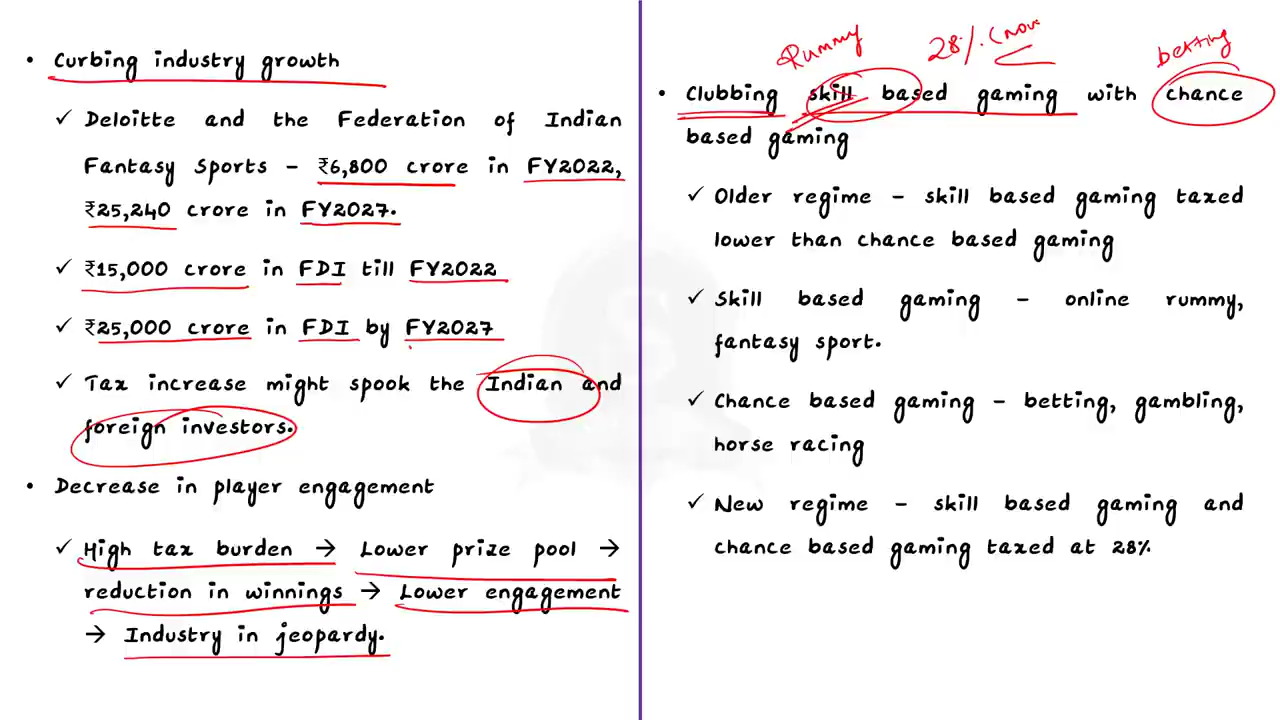 • Curbing industry growth
✓ Deloitte and the Federation of Indian
Fantasy Sports – ₹6,800 crore in FY2022,
₹25,240 crore in FY2027.
✓ ₹15,000 crore in FDI till FY2022
✓ ₹25,000 crore in FDI by FY2027
✓ Tax increase might spook the Indian and
foreign investors.
• Decrease in player engagement
✓ High tax burden → Lower prize pool →
reduction in winnings → Lower engagement
→ Industry in jeopardy.
Rummy 28%. betting
• Clubbing skill based gaming with chance
based gaming
✓ Older regime – skill based gaming taxed
lower than chance based gaming
✓ Skill based gaming – online rummy,
fantasy sport.
✓ Chance based gaming – betting, gambling,
horse racing
✓ New regime – skill based gaming and
chance based gaming taxed at 28%